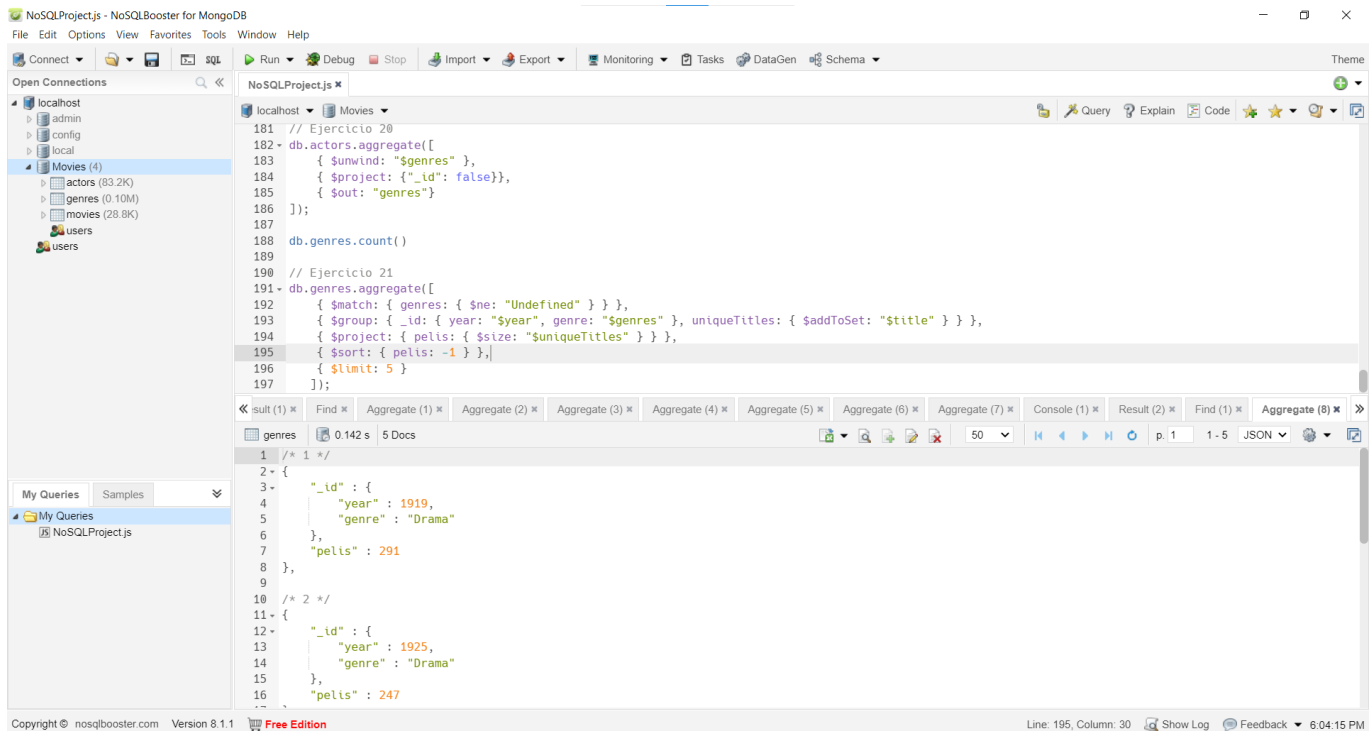 NoSQLProject.js - NoSQLBooster for MongoDB
File Edit Options View Favorites Tools Window Help
Connect SQL Run Debug Stop Import Export Monitoring Tasks DataGen Schema Theme
Open Connections
NoSQLProject.js
localhost
admin
config
local
Movies (4)
actors (83.2K)
genres (0.10M)
movies (28.8K)
users
users
localhost Movies Query Explain Code
181 // Ejercicio 20
182 db.actors.aggregate([
183 { $unwind: "$genres" },
184 { $project: {"_id": false}},
185 { $out: "genres"}
186 ]);
187
188 db.genres.count()
189
190 // Ejercicio 21
191 db.genres.aggregate([
192 { $match: { genres: { $ne: "Undefined" } } },
193 { $group: { _id: { year: "$year", genre: "$genres" }, uniqueTitles: { $addToSet: "$title" } } },
194 { $project: { pelis: { $size: "$uniqueTitles" } } },
195 { $sort: { pelis: -1 } },
196 { $limit: 5 }
197 ]);
sult (1) Find Aggregate (1) Aggregate (2) Aggregate (3) Aggregate (4) Aggregate (5) Aggregate (6) Aggregate (7) Console (1) Result (2) Find (1) Aggregate (8)
genres 0.142 s 5 Docs 50 p. 1 1 - 5 JSON
1 /* 1 */
2 {
3 "_id" : {
4 "year" : 1919,
5 "genre" : "Drama"
6 },
7 "pelis" : 291
8 },
9
10 /* 2 */
11 {
12 "_id" : {
13 "year" : 1925,
14 "genre" : "Drama"
15 },
16 "pelis" : 247
My Queries Samples
My Queries
JS NoSQLProject.js
Copyright © nosqlbooster.com Version 8.1.1 Free Edition Line: 195, Column: 30 Show Log Feedback 6:04:15 PM